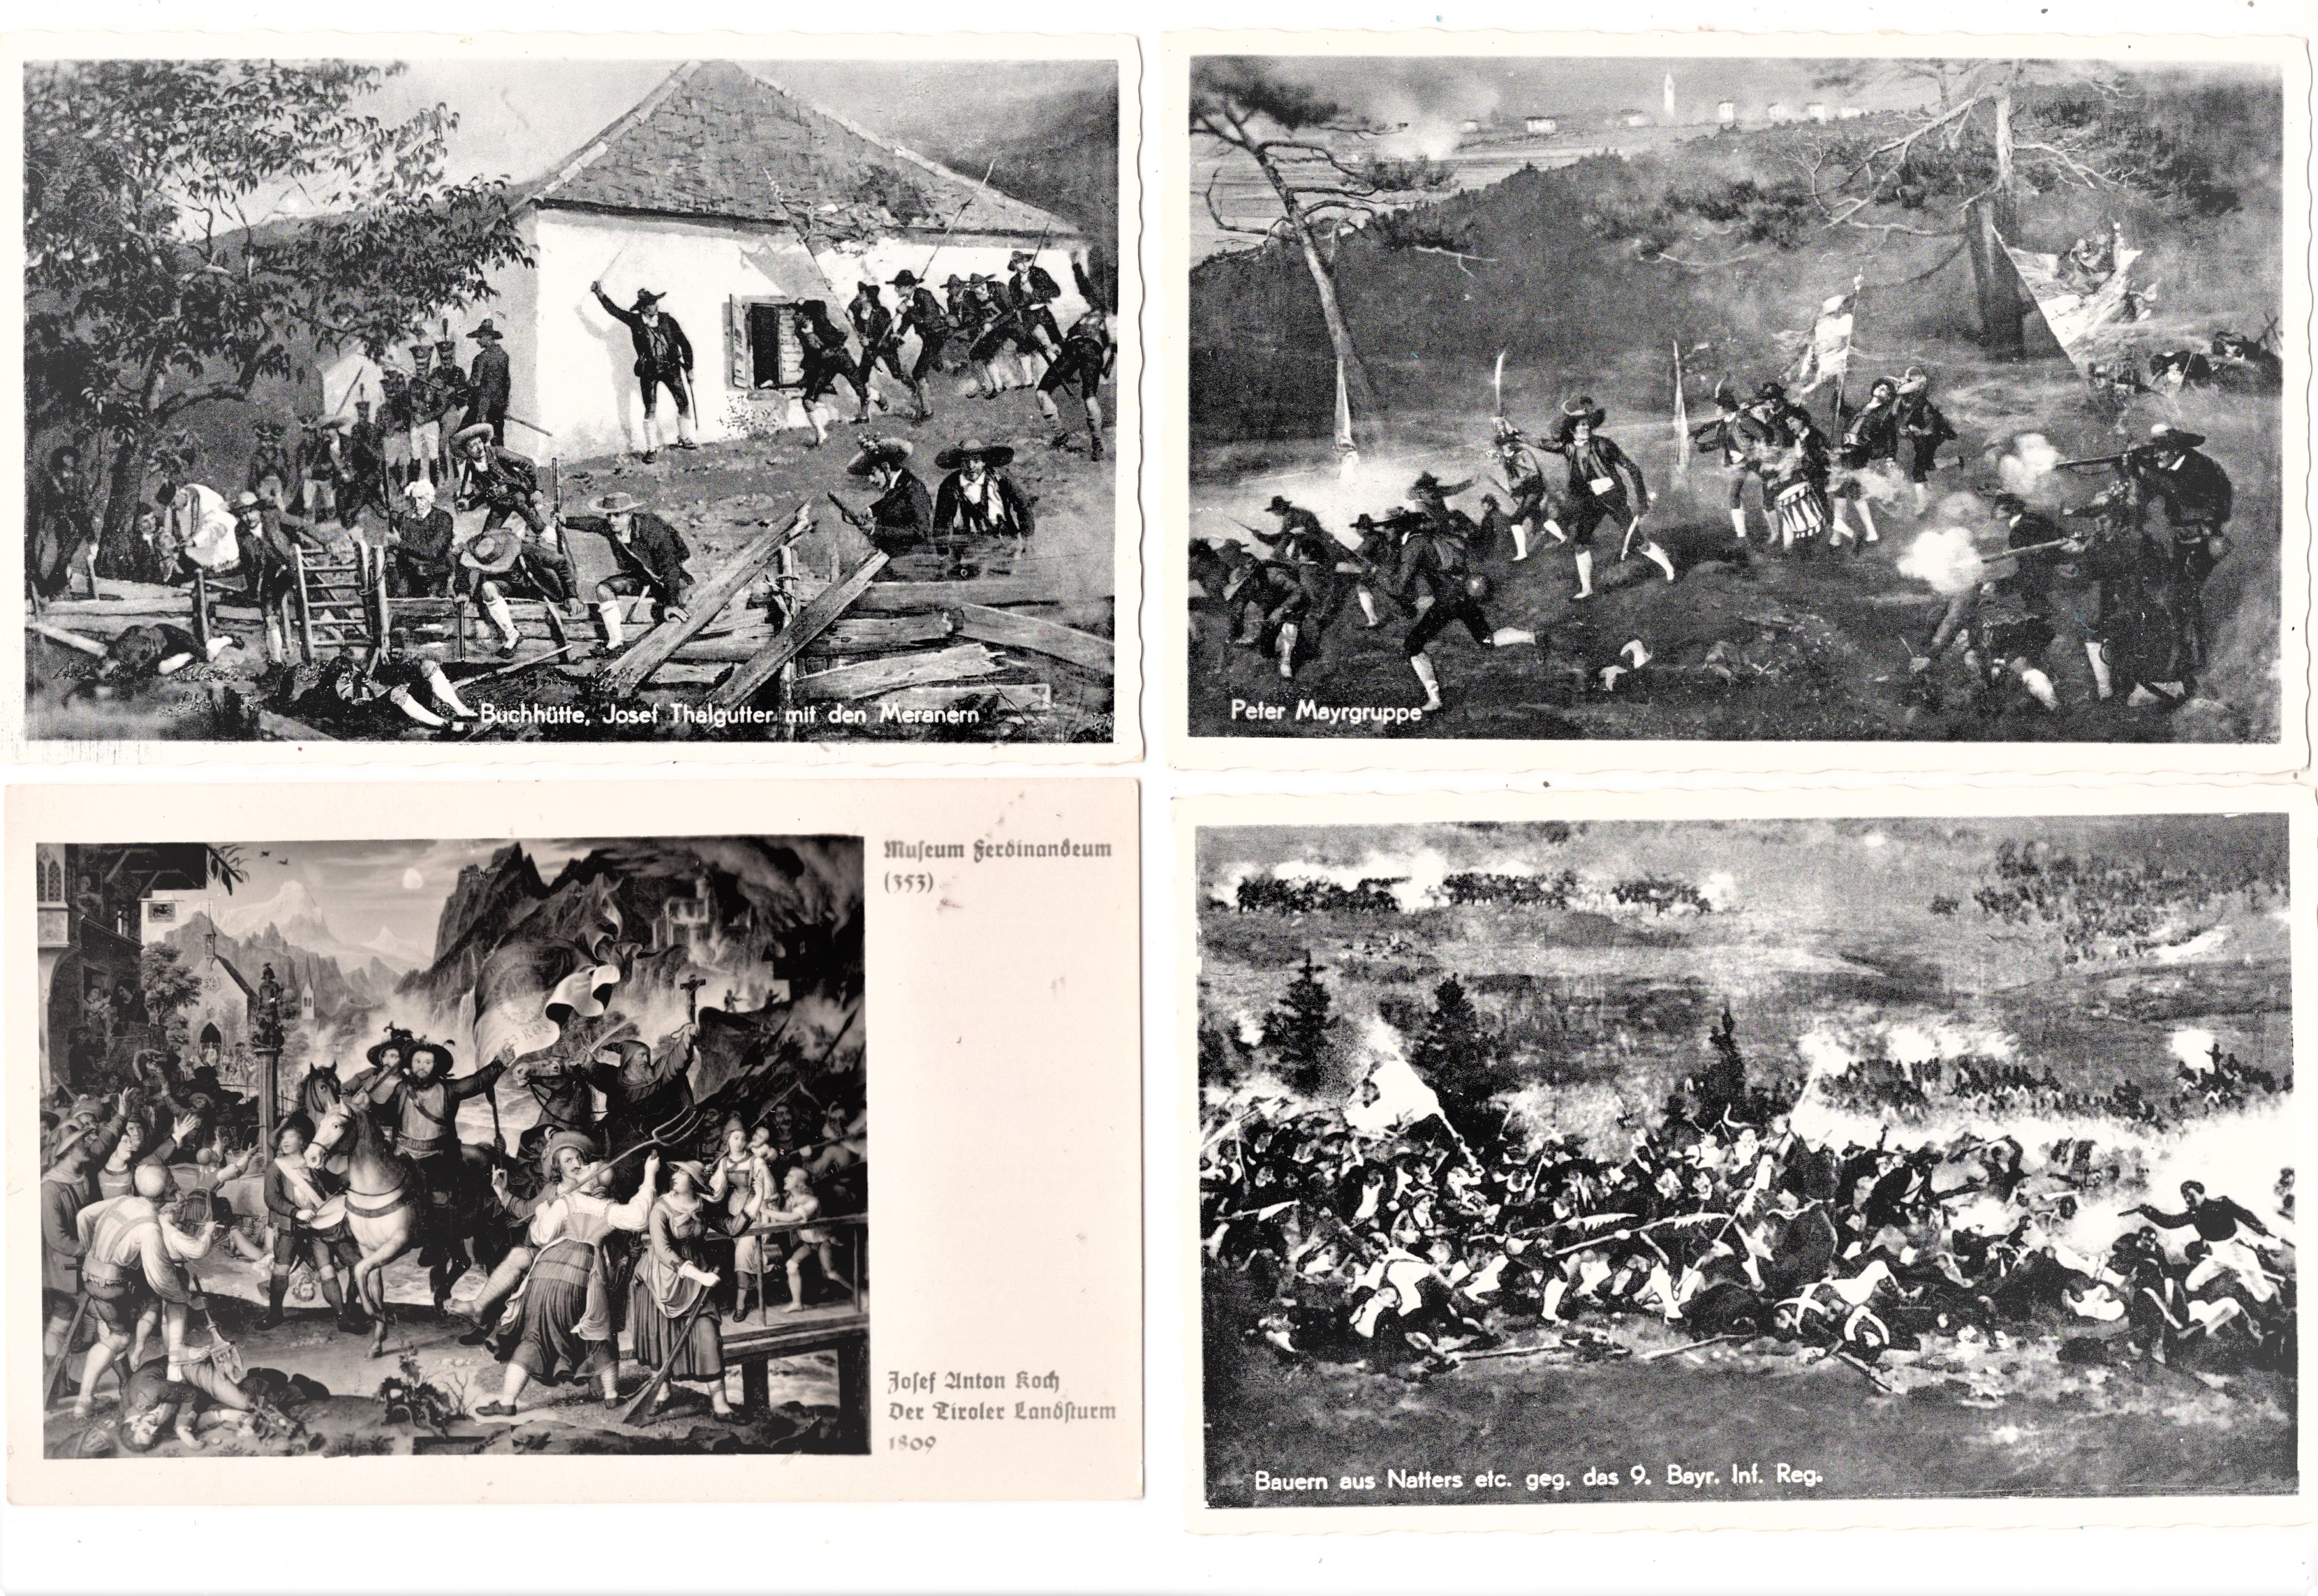 Buchhütte, Josef Thalgutter mit den Meranern
Peter Mayrgruppe
Museum Ferdinandeum
(353)
Josef Anton Koch
Der Tiroler Landsturm
1809
Bauern aus Natters etc. geg. das 9. Bayr. Inf. Reg.